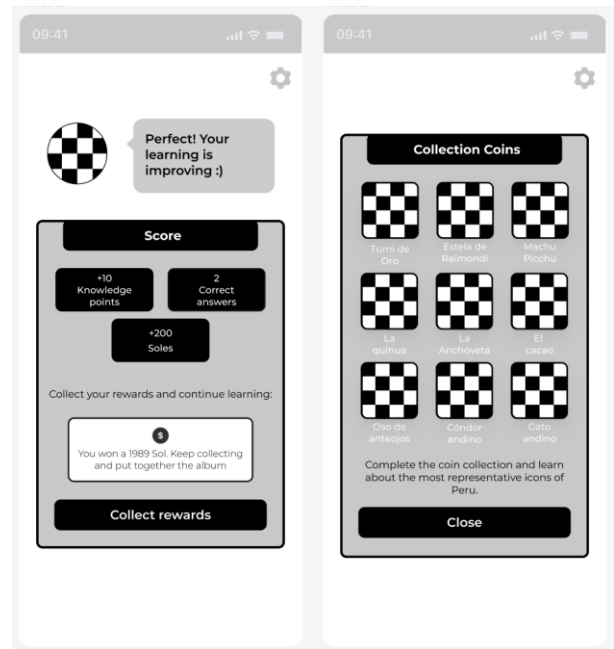 09:41
Perfect! Your
learning is
improving :)
Score
+10
Knowledge
points
2
Correct
answers
+200
Soles
Collect your rewards and continue learning:
$
You won a 1989 Sol. Keep collecting
and put together the album
Collect rewards
09:41
Collection Coins
Tumi de
Oro
Estela de
Raimondi
Machu
Picchu
La
quinua
La
Anchoveta
El
cacao
Oso de
anteojos
Cóndor
andino
Gato
andino
Complete the coin collection and learn
about the most representative icons of
Peru.
Close